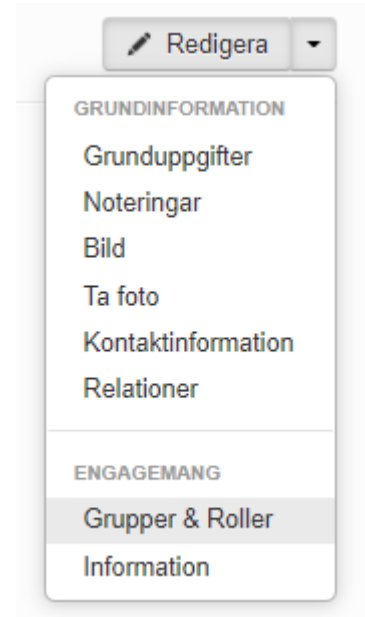 Redigera
GRUNDINFORMATION
Grunduppgifter
Noteringar
Bild
Ta foto
Kontaktinformation
Relationer
ENGAGEMANG
Grupper & Roller
Information